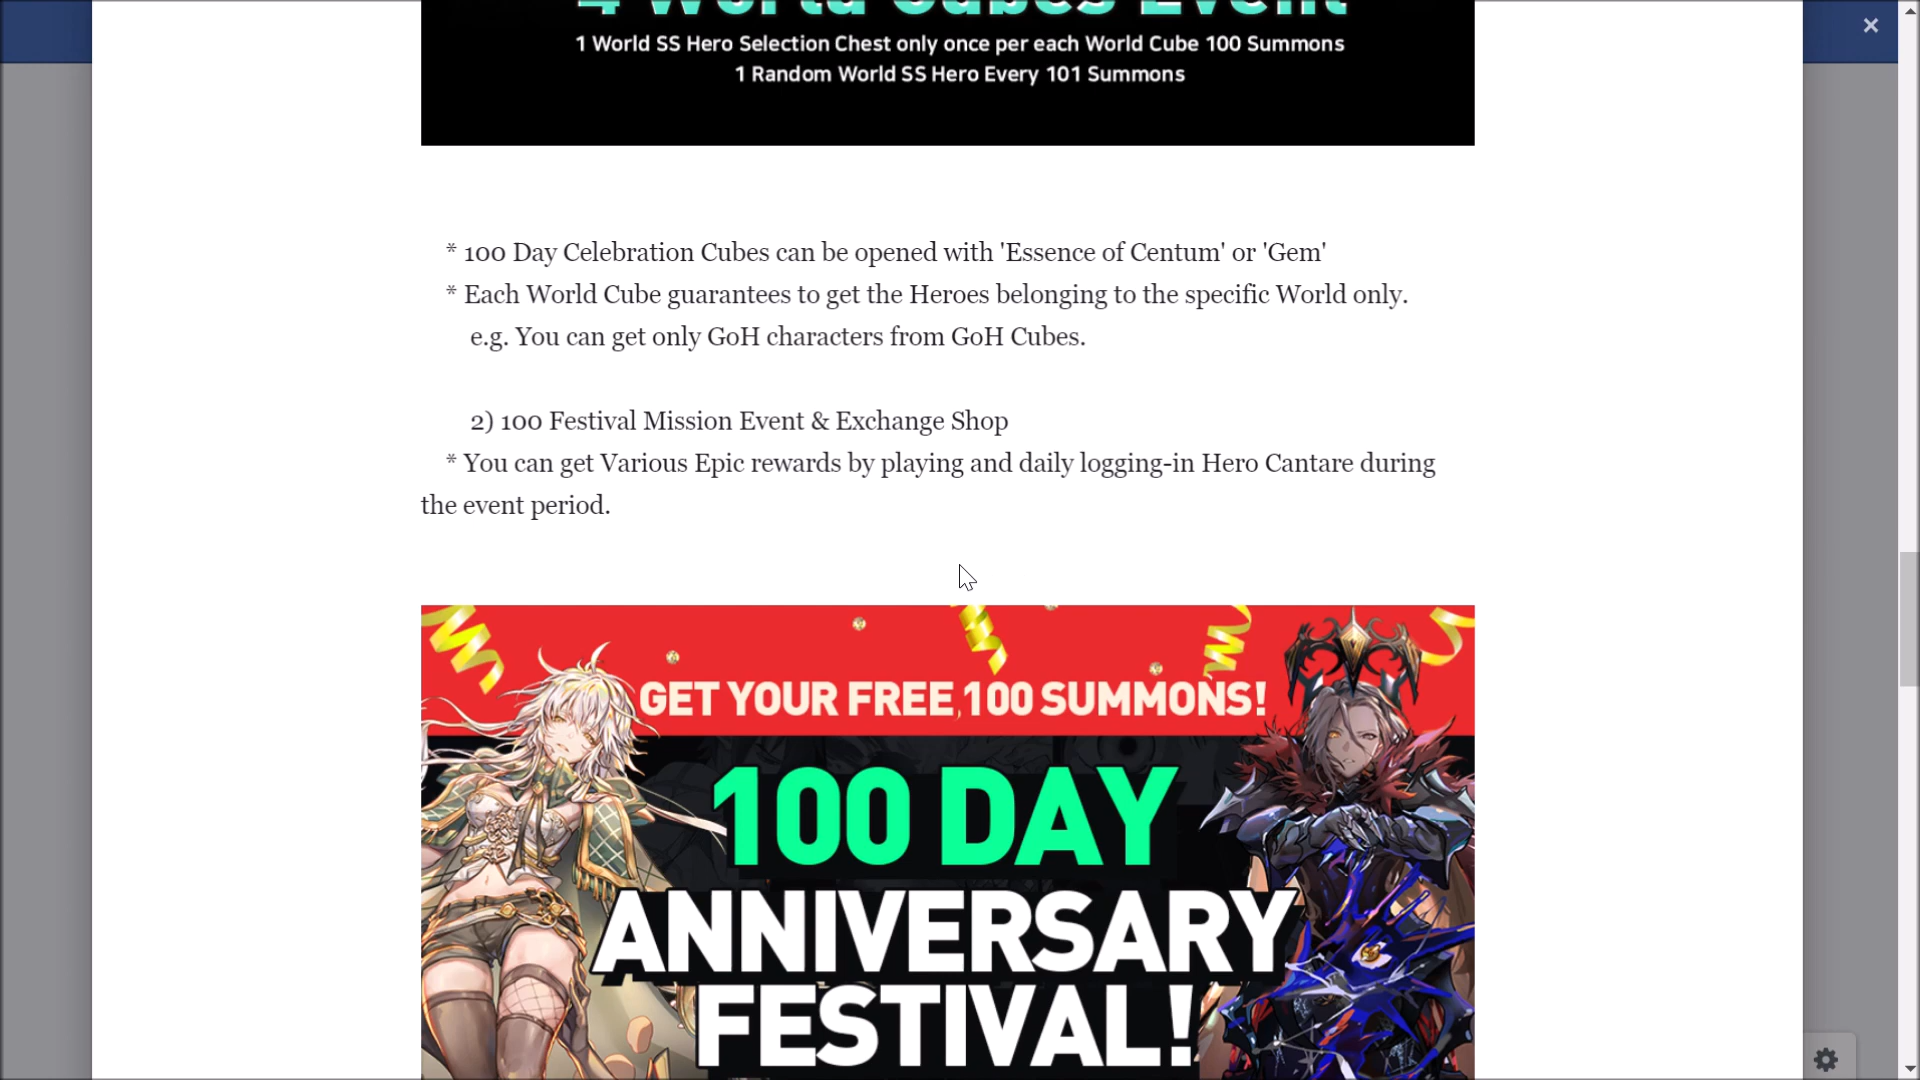 4 World Cubes Event
1 World SS Hero Selection Chest only once per each World Cube 100 Summons
1 Random World SS Hero Every 101 Summons
* 100 Day Celebration Cubes can be opened with 'Essence of Centum' or 'Gem'
* Each World Cube guarantees to get the Heroes belonging to the specific World only.
e.g. You can get only GoH characters from GoH Cubes.
2) 100 Festival Mission Event & Exchange Shop
* You can get Various Epic rewards by playing and daily logging-in Hero Cantare during
the event period.
GET YOUR FREE 100 SUMMONS!
100 DAY
ANNIVERSARY
FESTIVAL!